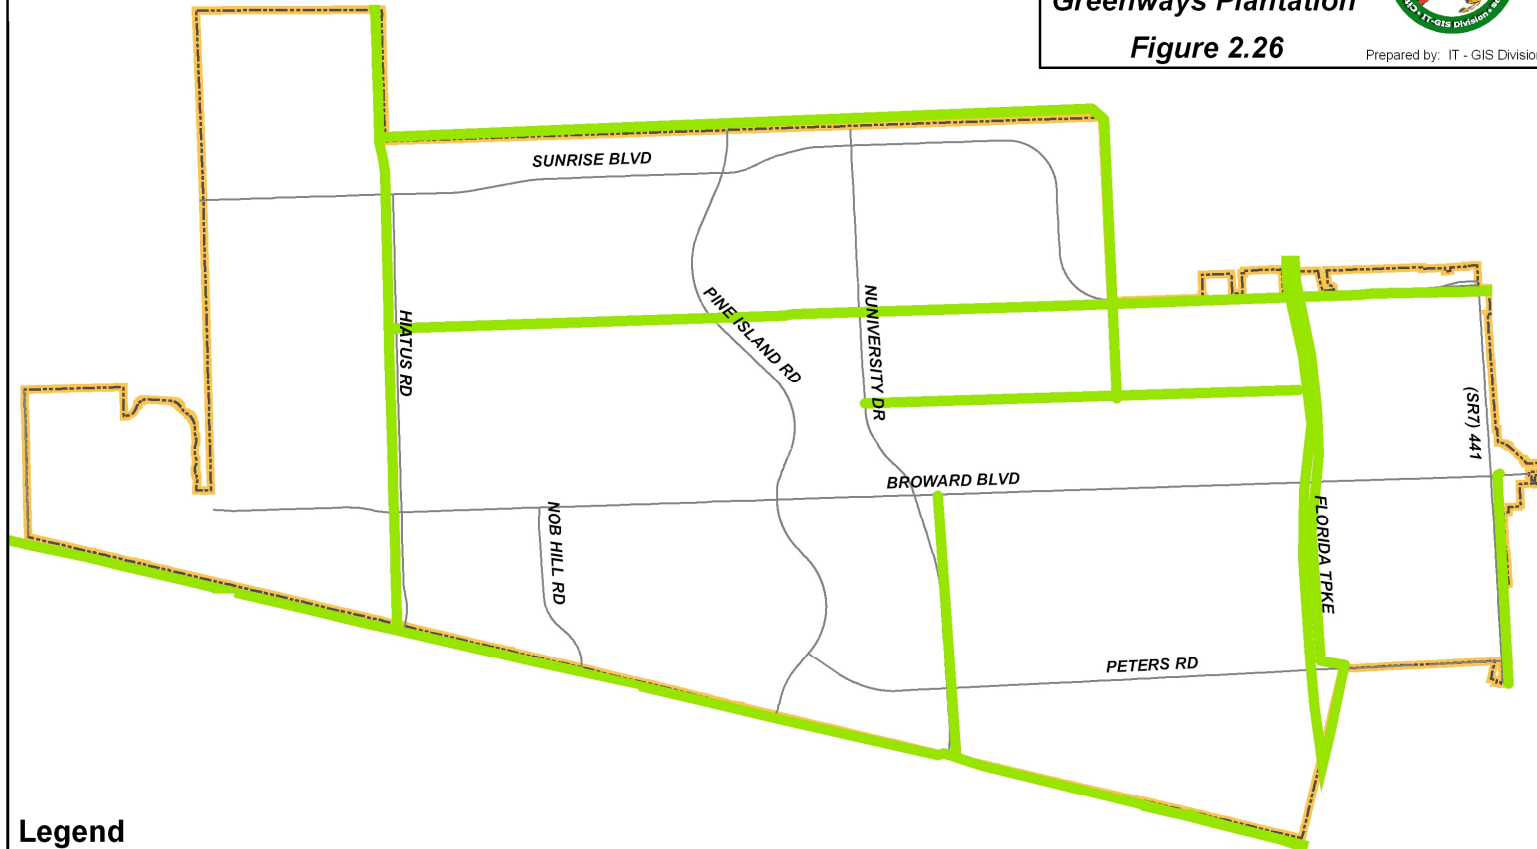 Greenways Plantation
Figure 2.26
IT-GIS Division
Prepared by: IT - GIS Division
SUNRISE BLVD
HIATUS RD
PINE ISLAND RD
NUNIVERSITY DR
(SR7) 441
BROWARD BLVD
NOB HILL RD
FLORIDA TPKE
PETERS RD
Legend